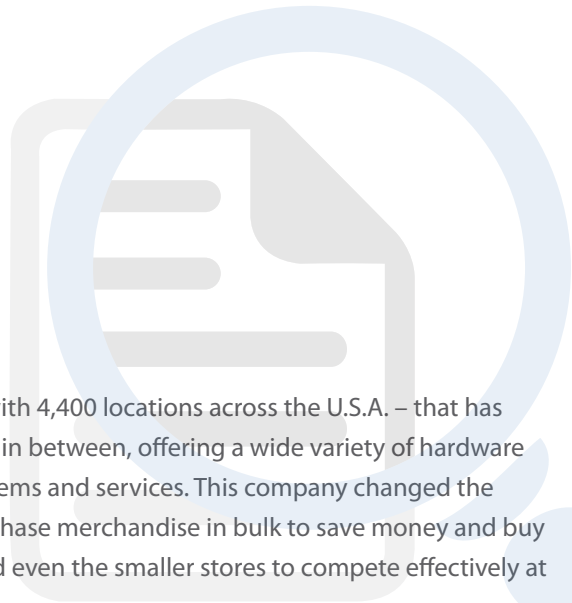 ith 4,400 locations across the U.S.A. – that has
in between, offering a wide variety of hardware
ems and services. This company changed the
hase merchandise in bulk to save money and buy
d even the smaller stores to compete effectively at